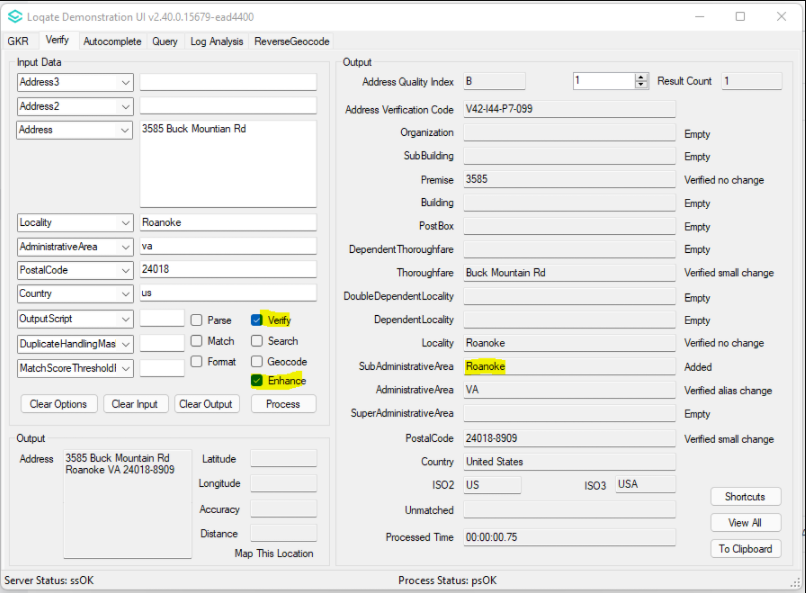 Loqate Demonstration UI v2.40.0.15679-ead4400
GKR Verify Autocomplete Query Log Analysis ReverseGeocode
Input Data
Address3
Address2
Address 3585 Buck Mountian Rd
Locality Roanoke
AdministrativeArea va
PostalCode 24018
Country us
OutputScript Parse Verify
DuplicateHandlingMas Match Search
MatchScoreThreshold Format Geocode
Enhance
Clear Options Clear Input Clear Output Process
Output
Address 3585 Buck Mountain Rd
Roanoke VA 24018-8909
Latitude
Longitude
Accuracy
Distance
Map This Location
Output
Address Quality Index B 1 Result Count 1
Address Verification Code V42-I44-P7-099
Organization Empty
SubBuilding Empty
Premise 3585 Verified no change
Building Empty
PostBox Empty
DependentThoroughfare Empty
Thoroughfare Buck Mountain Rd Verified small change
DoubleDependentLocality Empty
DependentLocality Empty
Locality Roanoke Verified no change
SubAdministrativeArea Roanoke Added
AdministrativeArea VA Verified alias change
SuperAdministrativeArea Empty
PostalCode 24018-8909 Verified small change
Country United States
ISO2 US ISO3 USA
Unmatched
Processed Time 00:00:00.75
Shortcuts
View All
To Clipboard
Server Status: ssOK Process Status: psOK